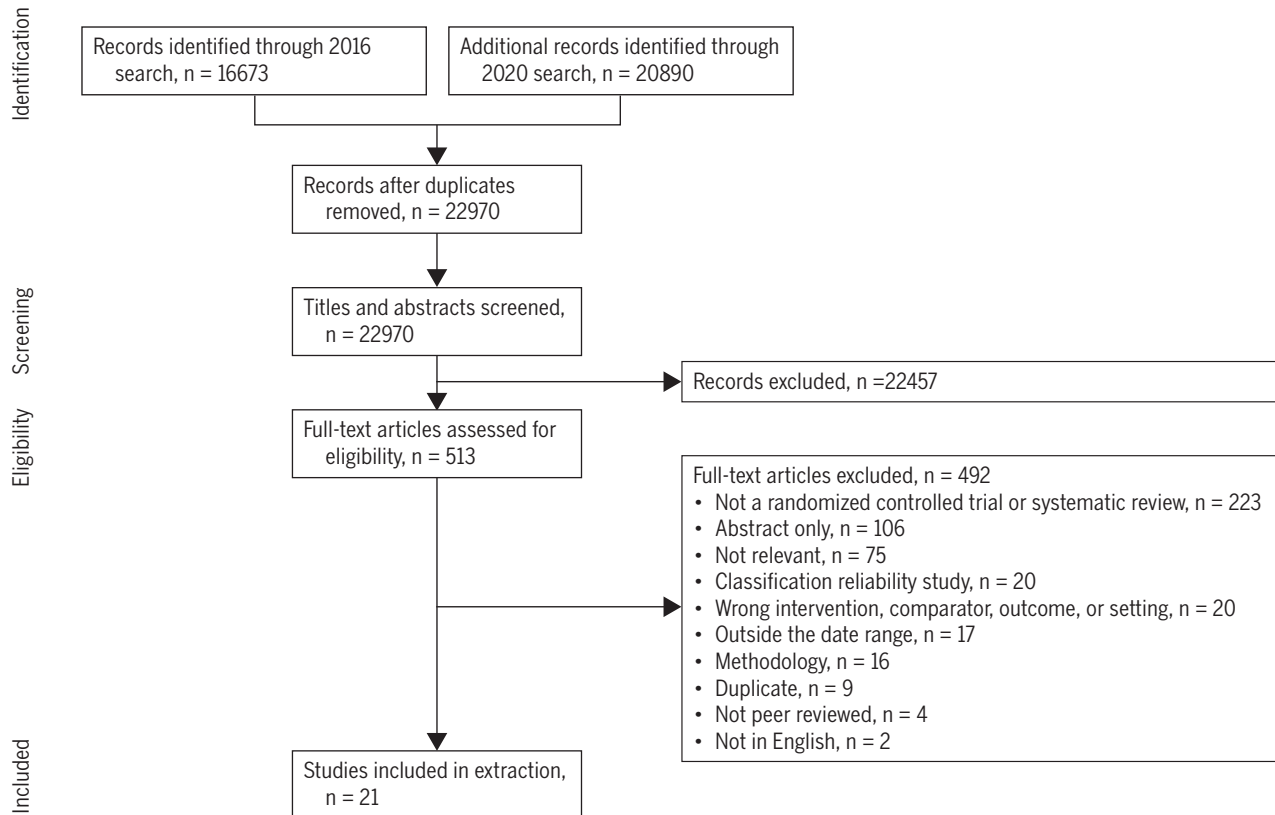 Identification
Records identified through 2016
search, n = 16673
Additional records identified through
2020 search, n = 20890
Records after duplicates
removed, n = 22970
Screening
Titles and abstracts screened,
n = 22970
Records excluded, n =22457
Eligibility
Full-text articles assessed for
eligibility, n = 513
Full-text articles excluded, n = 492
• Not a randomized controlled trial or systematic review, n = 223
• Abstract only, n = 106
• Not relevant, n = 75
• Classification reliability study, n = 20
• Wrong intervention, comparator, outcome, or setting, n = 20
• Outside the date range, n = 17
• Methodology, n = 16
• Duplicate, n = 9
• Not peer reviewed, n = 4
• Not in English, n = 2
Included
Studies included in extraction,
n = 21